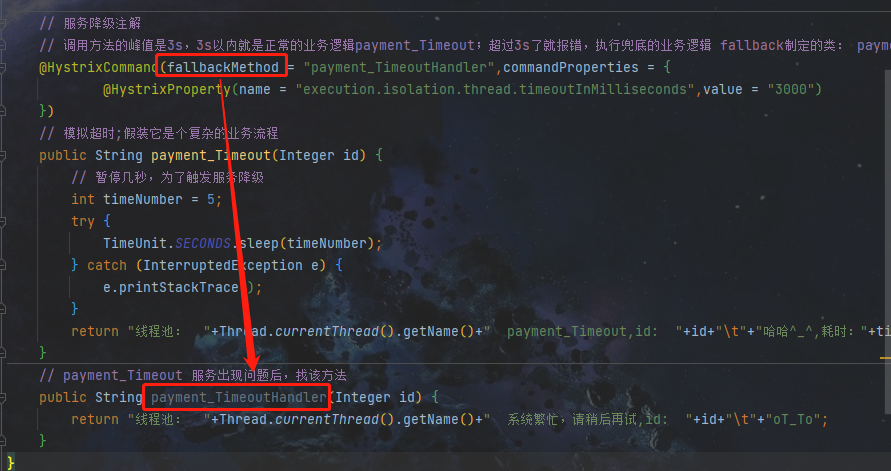 // 服务降级注解
// 调用方法的峰值是3s，3s以内就是正常的业务逻辑payment_Timeout；超过3s了就报错，执行兜底的业务逻辑 fallback制定的类： paym
@HystrixCommand(fallbackMethod = "payment_TimeoutHandler",commandProperties = {
@HystrixProperty(name = "execution.isolation.thread.timeoutInMilliseconds",value = "3000")
})
// 模拟超时;假装它是个复杂的业务流程
public String payment_Timeout(Integer id) {
// 暂停几秒，为了触发服务降级
int timeNumber = 5;
try {
TimeUnit.SECONDS.sleep(timeNumber);
} catch (InterruptedException e) {
e.printStackTrace();
}
return "线程池： "+Thread.currentThread().getName()+" payment_Timeout,id: "+id+"\t"+"哈哈^_^,耗时："+ti
}
// payment_Timeout 服务出现问题后，找该方法
public String payment_TimeoutHandler(Integer id) {
return "线程池： "+Thread.currentThread().getName()+" 系统繁忙，请稍后再试,id: "+id+"\t"+"oT_To";
}
}